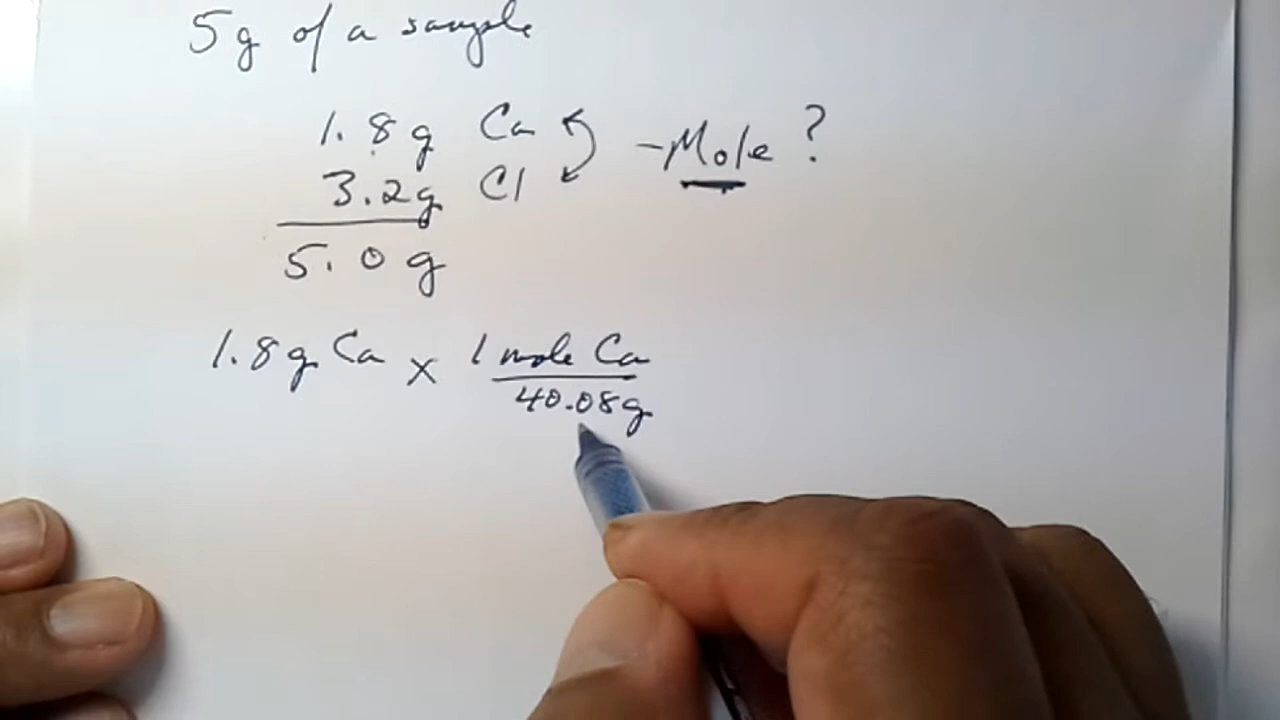 5g of a sample
1.8g Ca
3.2g Cl
-Mole ?
5.0 g
1.8g Ca x 1 mole Ca
40.08g